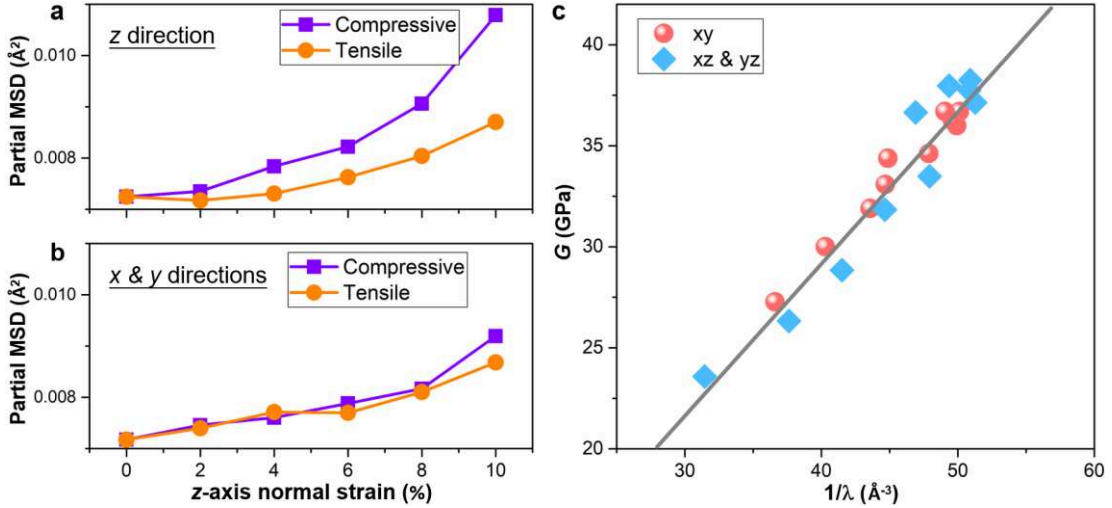 a
z direction
Compressive
Tensile
Partial MSD (Å²)
0.010
0.008
b
x & y directions
Compressive
Tensile
Partial MSD (Å²)
0.010
0.008
0 2 4 6 8 10
z-axis normal strain (%)
c
xy
xz & yz
G (GPa)
40
35
30
25
20
30 40 50 60
1/λ (Å⁻³)